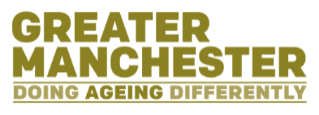 GREATER
MANCHESTER
DOING AGEING DIFFERENTLY